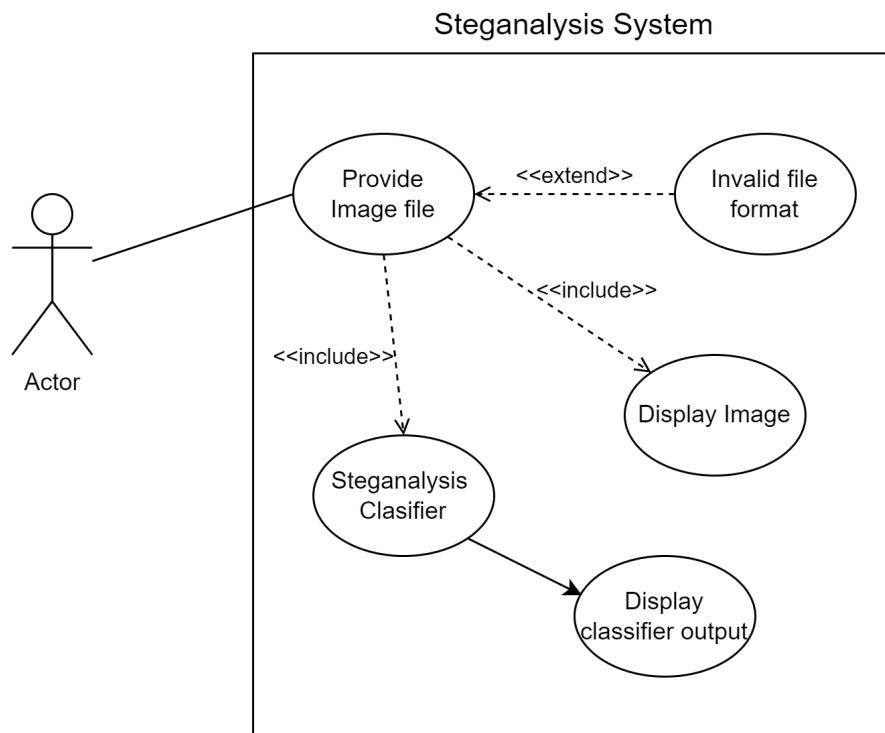 Steganalysis System
Provide
Image file
<<extend>>
Invalid file
format
<<include>>
<<include>>
Actor
Display Image
Steganalysis
Clasifier
Display
classifier output